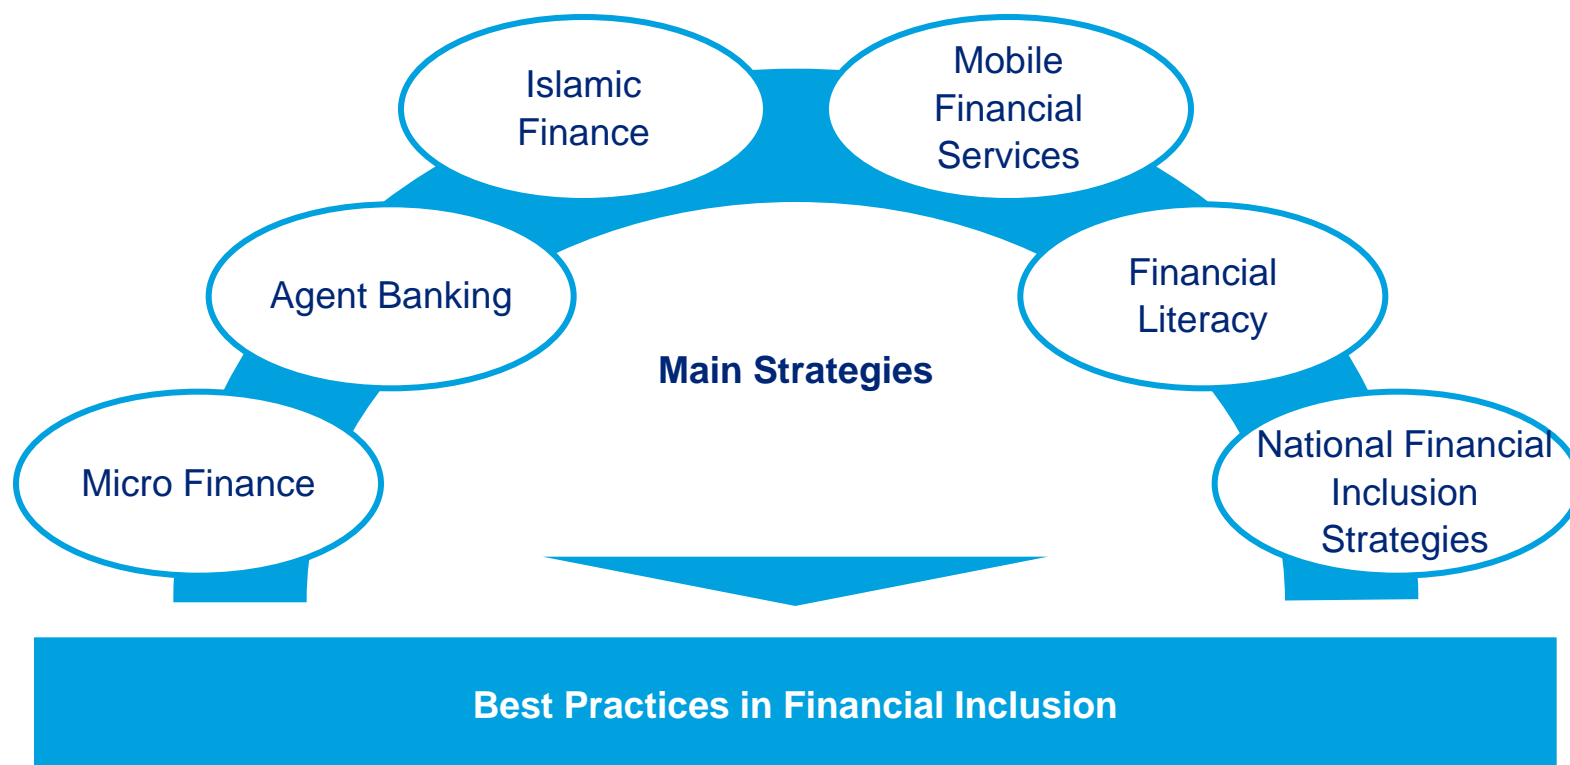 Islamic
Finance
Mobile
Financial
Services
Agent Banking
Financial
Literacy
Main Strategies
Micro Finance
National Financial
Inclusion
Strategies
Best Practices in Financial Inclusion